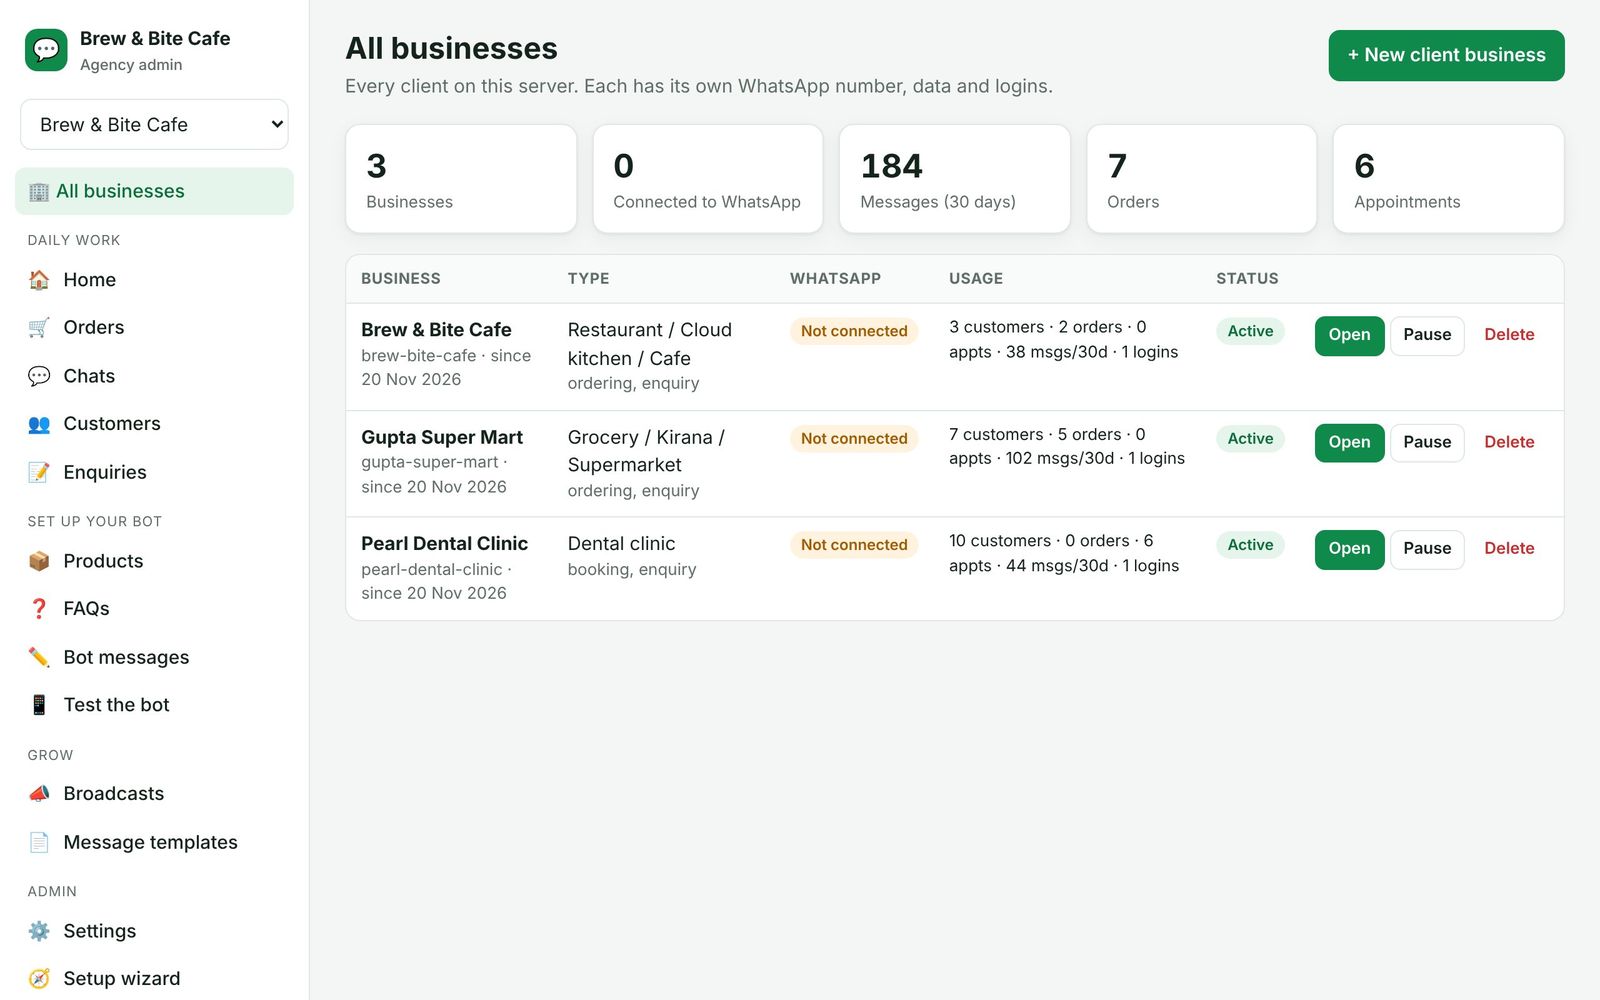 Brew & Bite Cafe
Agency admin
Brew & Bite Cafe
All businesses
DAILY WORK
Home
Orders
Chats
Customers
Enquiries
SET UP YOUR BOT
Products
FAQs
Bot messages
Test the bot
GROW
Broadcasts
Message templates
ADMIN
Settings
Setup wizard
All businesses
Every client on this server. Each has its own WhatsApp number, data and logins.
+ New client business
3
Businesses
0
Connected to WhatsApp
184
Messages (30 days)
7
Orders
6
Appointments
BUSINESS TYPE WHATSAPP USAGE STATUS
Brew & Bite Cafe
brew-bite-cafe · since
20 Nov 2026
Restaurant / Cloud
kitchen / Cafe
ordering, enquiry
Not connected
3 customers · 2 orders · 0
appts · 38 msgs/30d · 1 logins
Active
Open Pause Delete
Gupta Super Mart
gupta-super-mart ·
since 20 Nov 2026
Grocery / Kirana /
Supermarket
ordering, enquiry
Not connected
7 customers · 5 orders · 0
appts · 102 msgs/30d · 1 logins
Active
Open Pause Delete
Pearl Dental Clinic
pearl-dental-clinic ·
since 20 Nov 2026
Dental clinic
booking, enquiry
Not connected
10 customers · 0 orders · 6
appts · 44 msgs/30d · 1 logins
Active
Open Pause Delete